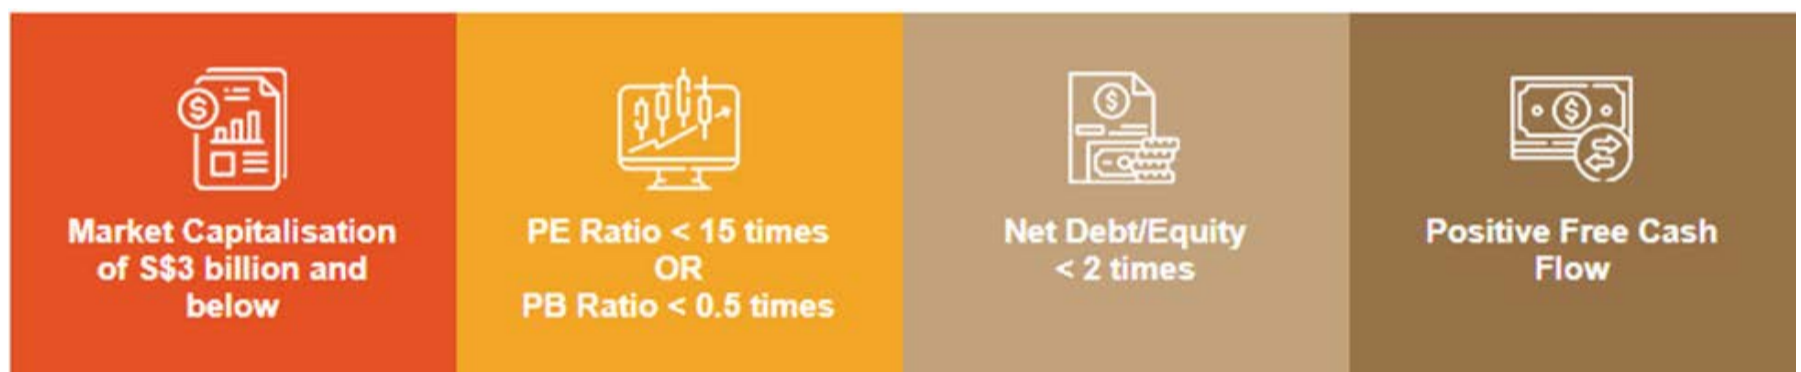 Market Capitalisation
of S$3 billion and
below
PE Ratio < 15 times
OR
PB Ratio < 0.5 times
Net Debt/Equity
< 2 times
Positive Free Cash
Flow